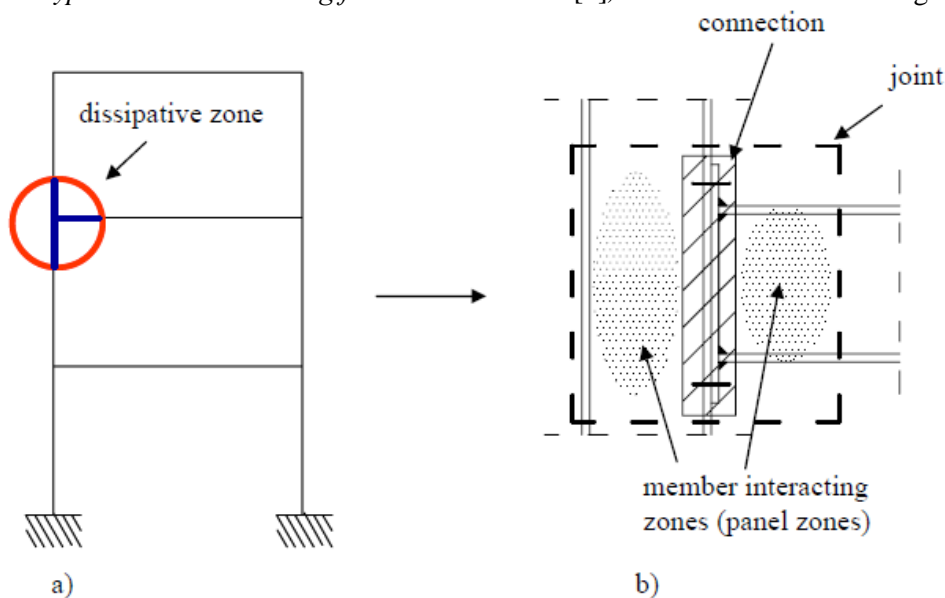 connection
joint
dissipative zone
member interacting
zones (panel zones)
a)
b)